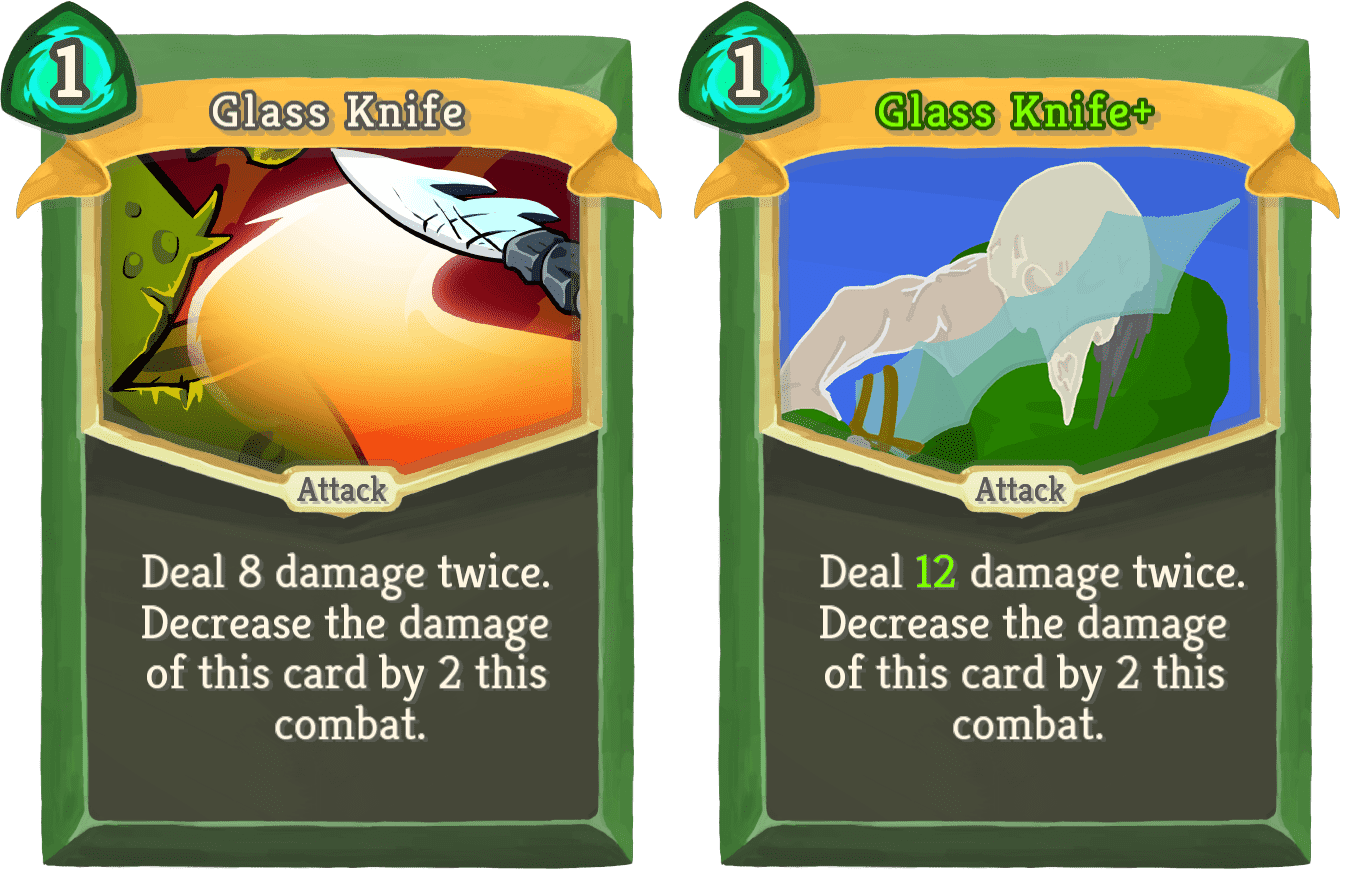 1
Glass Knife
Attack
Deal 8 damage twice.
Decrease the damage
of this card by 2 this
combat.
1
Glass Knife+
Attack
Deal 12 damage twice.
Decrease the damage
of this card by 2 this
combat.